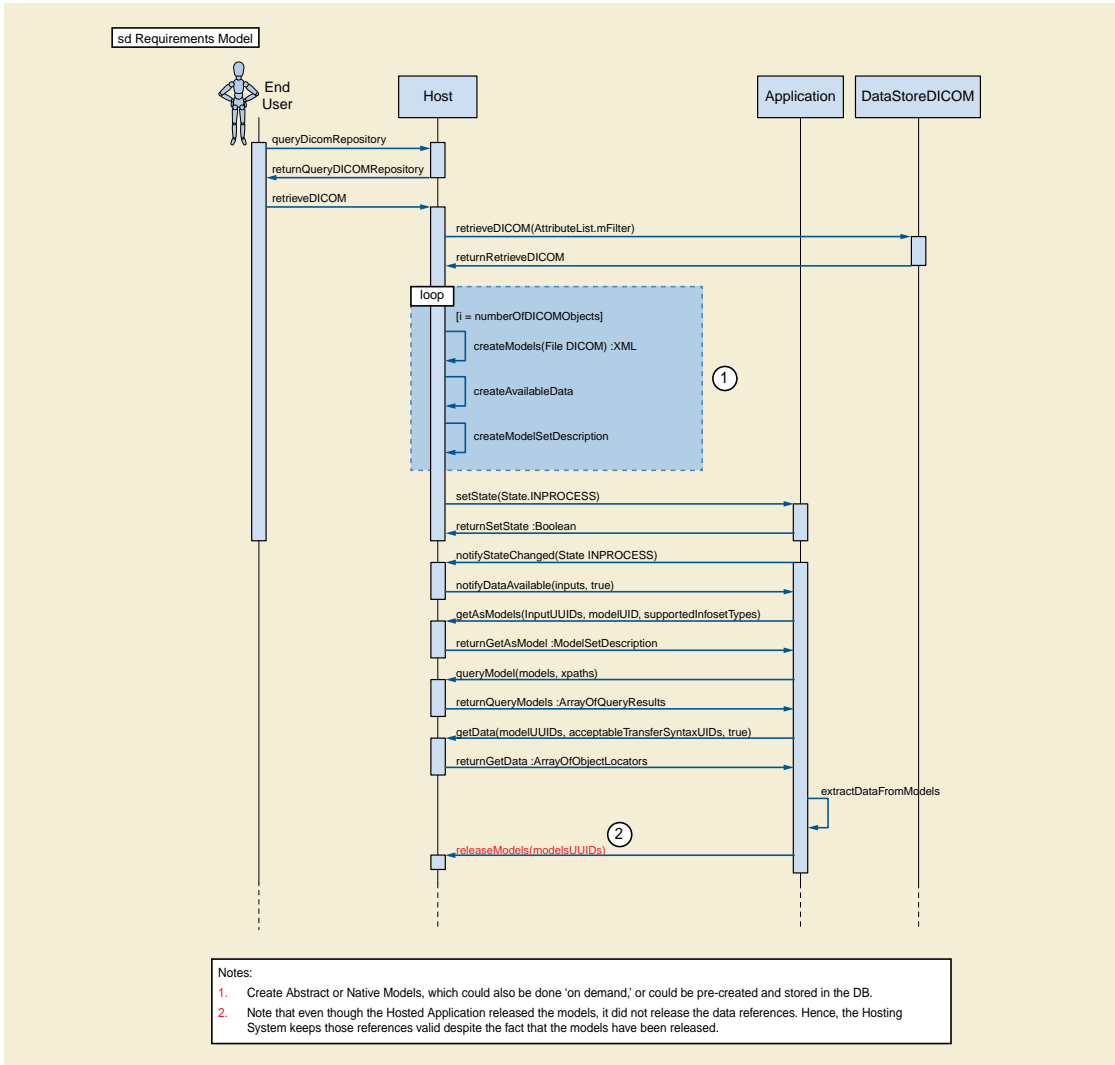 sd Requirements Model
End
User
Host
Application
DataStoreDICOM
queryDicomRepository
returnQueryDICOMRepository
retrieveDICOM
retrieveDICOM(AttributeList.mFilter)
returnRetrieveDICOM
loop
[i = numberOfDICOMObjects]
createModels(File DICOM) :XML
1
createAvailableData
createModelSetDescription
setState(State.INPROCESS)
returnSetState :Boolean
notifyStateChanged(State INPROCESS)
notifyDataAvailable(inputs, true)
getAsModels(InputUUIDs, modelUID, supportedInfosetTypes)
returnGetAsModel :ModelSetDescription
queryModel(models, xpaths)
returnQueryModels :ArrayOfQueryResults
getData(modelUUIDs, acceptableTransferSyntaxUIDs, true)
returnGetData :ArrayOfObjectLocators
extractDataFromModels
2
releaseModels(modelsUUIDs)
Notes:
1. Create Abstract or Native Models, which could also be done ‘on demand,’ or could be pre-created and stored in the DB.
2. Note that even though the Hosted Application released the models, it did not release the data references. Hence, the Hosting
System keeps those references valid despite the fact that the models have been released.